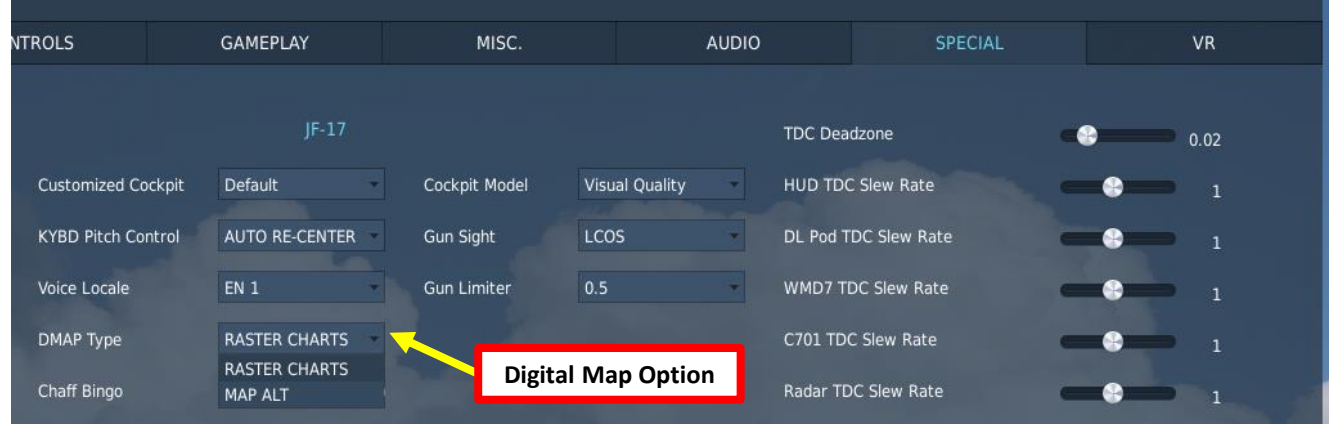 NTROLS GAMEPLAY MISC. AUDIO SPECIAL VR
JF-17
TDC Deadzone 0.02
Customized Cockpit Default Cockpit Model Visual Quality HUD TDC Slew Rate 1
KYBD Pitch Control AUTO RE-CENTER Gun Sight LCOS DL Pod TDC Slew Rate 1
Voice Locale EN 1 Gun Limiter 0.5 WMD7 TDC Slew Rate 1
DMAP Type RASTER CHARTS C701 TDC Slew Rate 1
RASTER CHARTS
Digital Map Option
Chaff Bingo MAP ALT Radar TDC Slew Rate 1